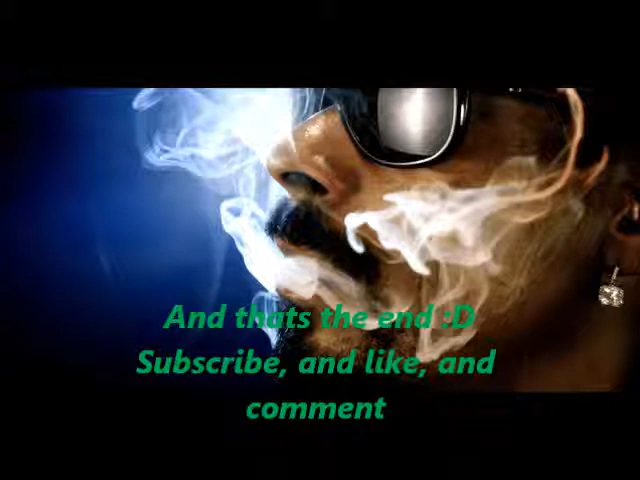 And thats the end :D
Subscribe, and like, and
comment